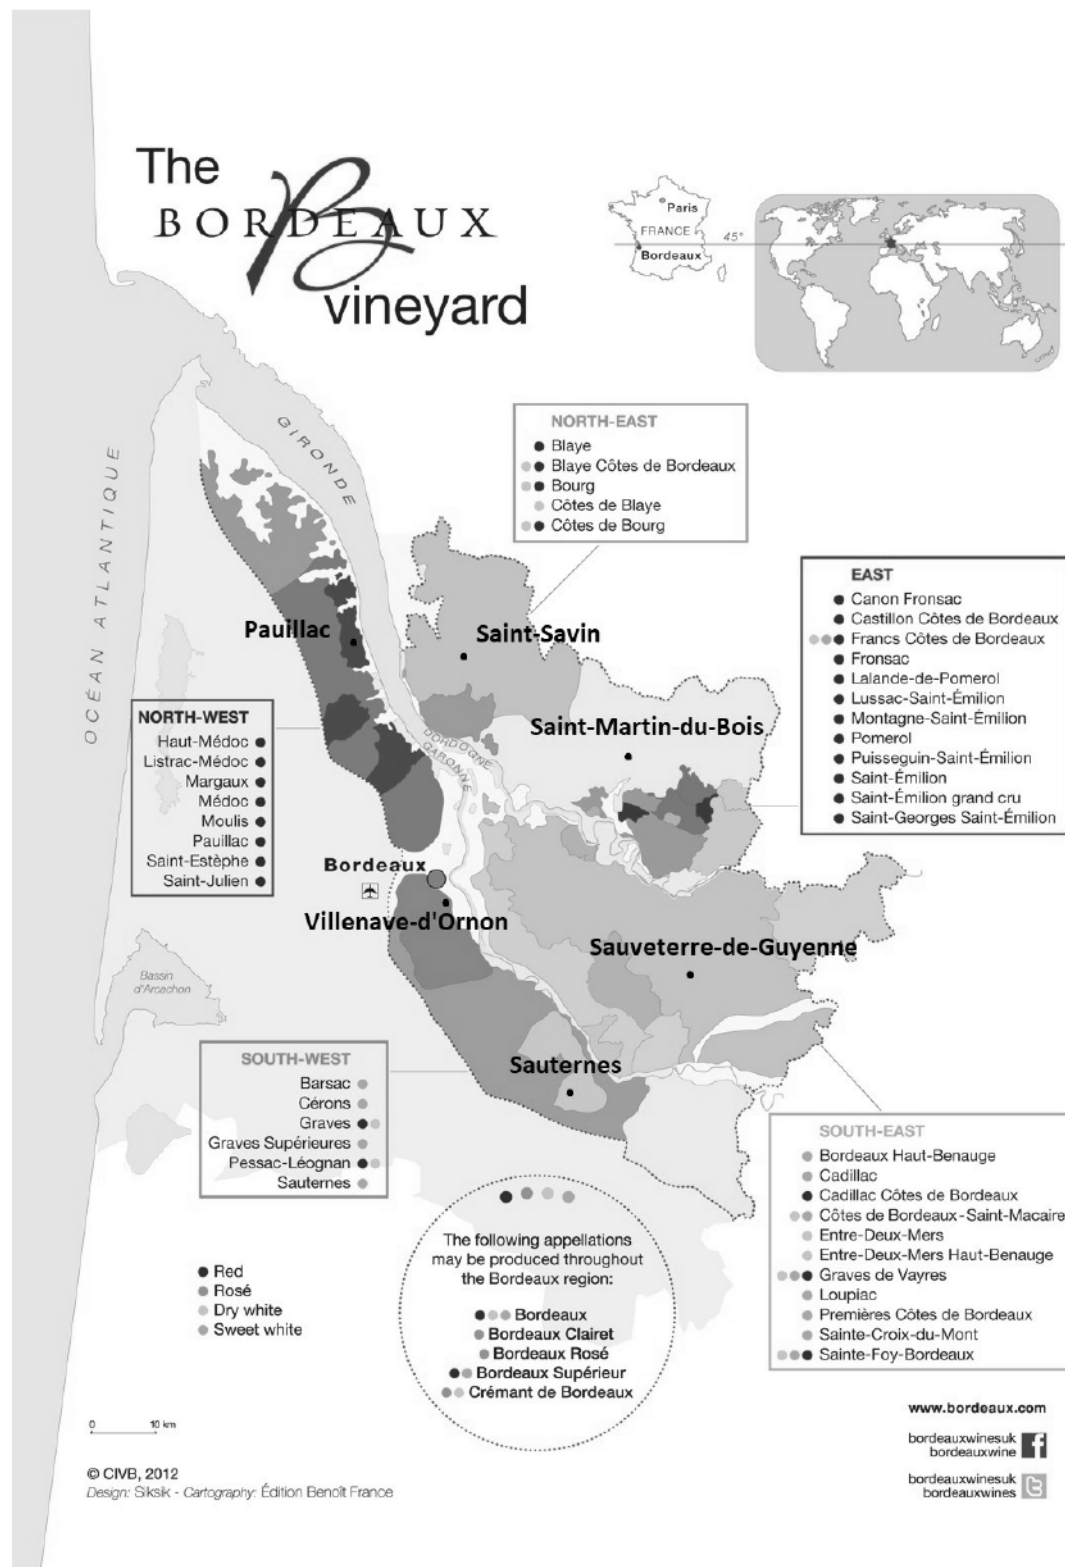 The
BORDEAUX
B
vineyard
Paris
FRANCE
45°
Bordeaux
OCÉAN ATLANTIQUE
GIRONDE
NORTH-EAST
Blaye
Blaye Côtes de Bordeaux
Bourg
Côtes de Blaye
Côtes de Bourg
EAST
Canon Fronsac
Castillon Côtes de Bordeaux
Francs Côtes de Bordeaux
Fronsac
Lalande-de-Pomerol
Lussac-Saint-Émilion
Montagne-Saint-Émilion
Pomerol
Puisseguin-Saint-Émilion
Saint-Émilion
Saint-Émilion grand cru
Saint-Georges Saint-Émilion
Pauillac
Saint-Savin
Saint-Martin-du-Bois
DORDOGNE
GARONNE
NORTH-WEST
Haut-Médoc
Listrac-Médoc
Margaux
Médoc
Moulis
Pauillac
Saint-Estèphe
Saint-Julien
Bordeaux
Villenave-d'Ornon
Sauveterre-de-Guyenne
Bassin
d'Arcachon
Sauternes
SOUTH-WEST
Barsac
Cérons
Graves
Graves Supérieures
Pessac-Léognan
Sauternes
SOUTH-EAST
Bordeaux Haut-Benauge
Cadillac
Cadillac Côtes de Bordeaux
Côtes de Bordeaux-Saint-Macaire
Entre-Deux-Mers
Entre-Deux-Mers Haut-Benauge
Graves de Vayres
Loupiac
Premières Côtes de Bordeaux
Sainte-Croix-du-Mont
Sainte-Foy-Bordeaux
The following appellations
may be produced throughout
the Bordeaux region:
Bordeaux
Bordeaux Clairet
Bordeaux Rosé
Bordeaux Supérieur
Crémant de Bordeaux
Red
Rosé
Dry white
Sweet white
0 10 km
© CIVB, 2012
Design: Siksik - Cartography: Édition Benoît France
www.bordeaux.com
bordeauxwinesuk
bordeauxwine
bordeauxwinesuk
bordeauxwines